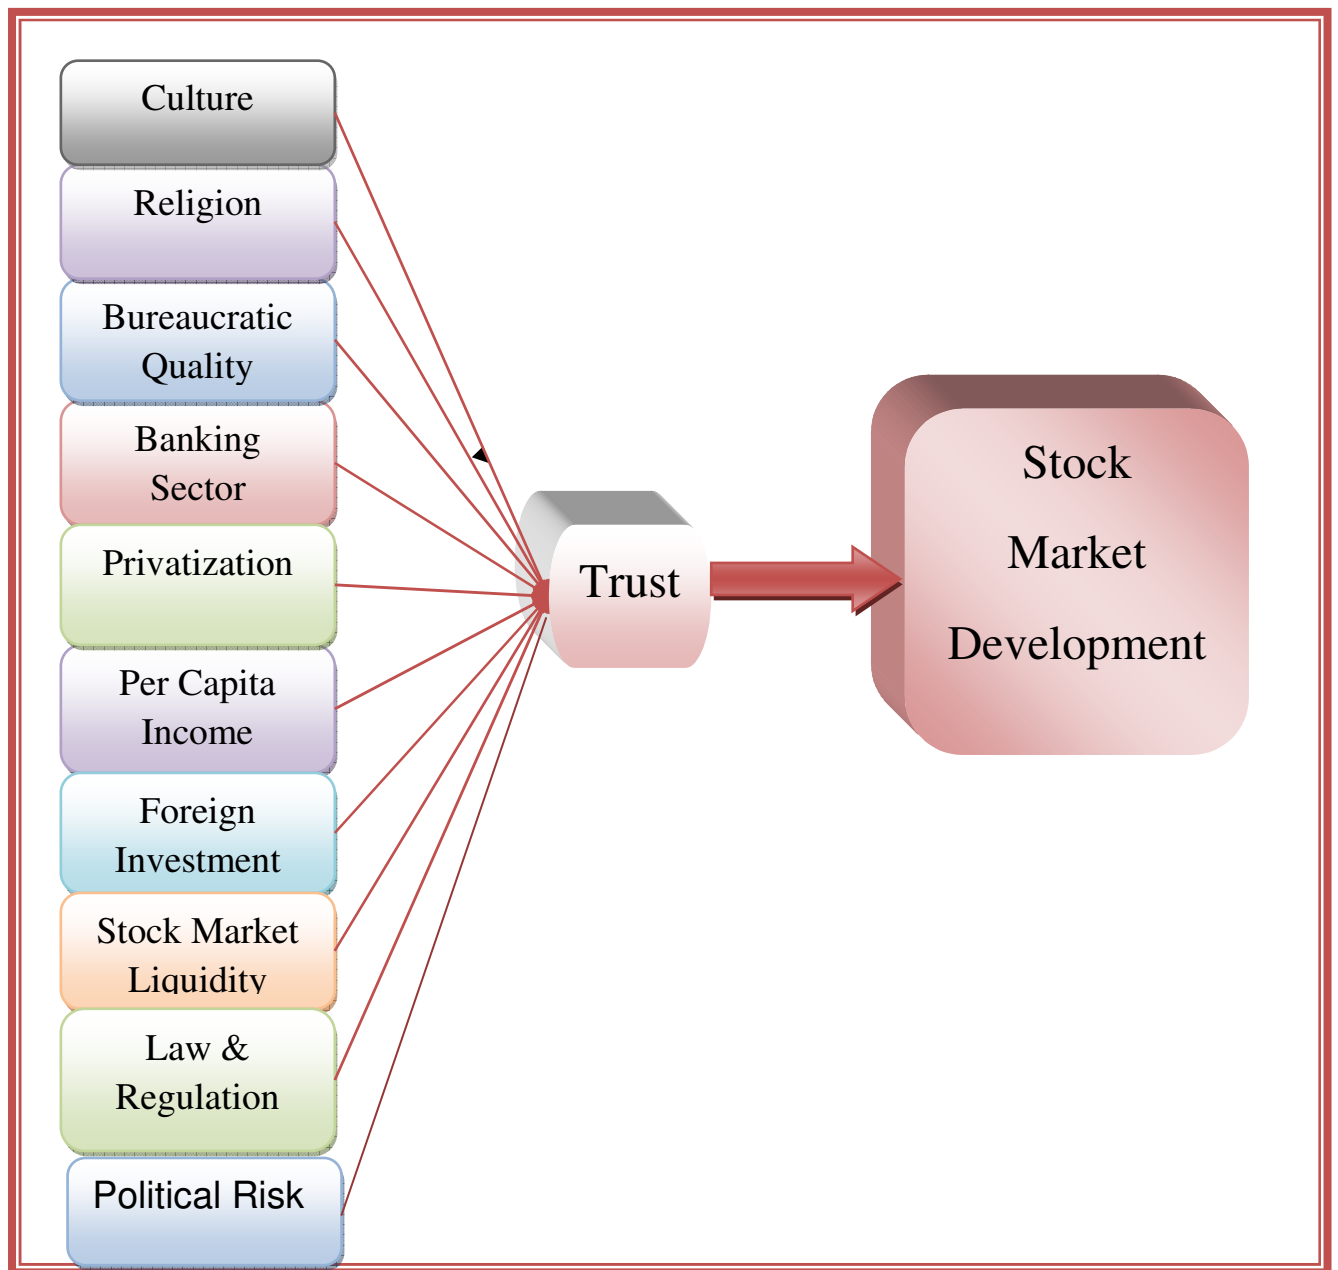 Culture
Religion
Bureaucratic
Quality
Banking
Sector
Privatization
Per Capita
Income
Foreign
Investment
Stock Market
Liquidity
Law &
Regulation
Political Risk
Trust
Stock
Market
Development